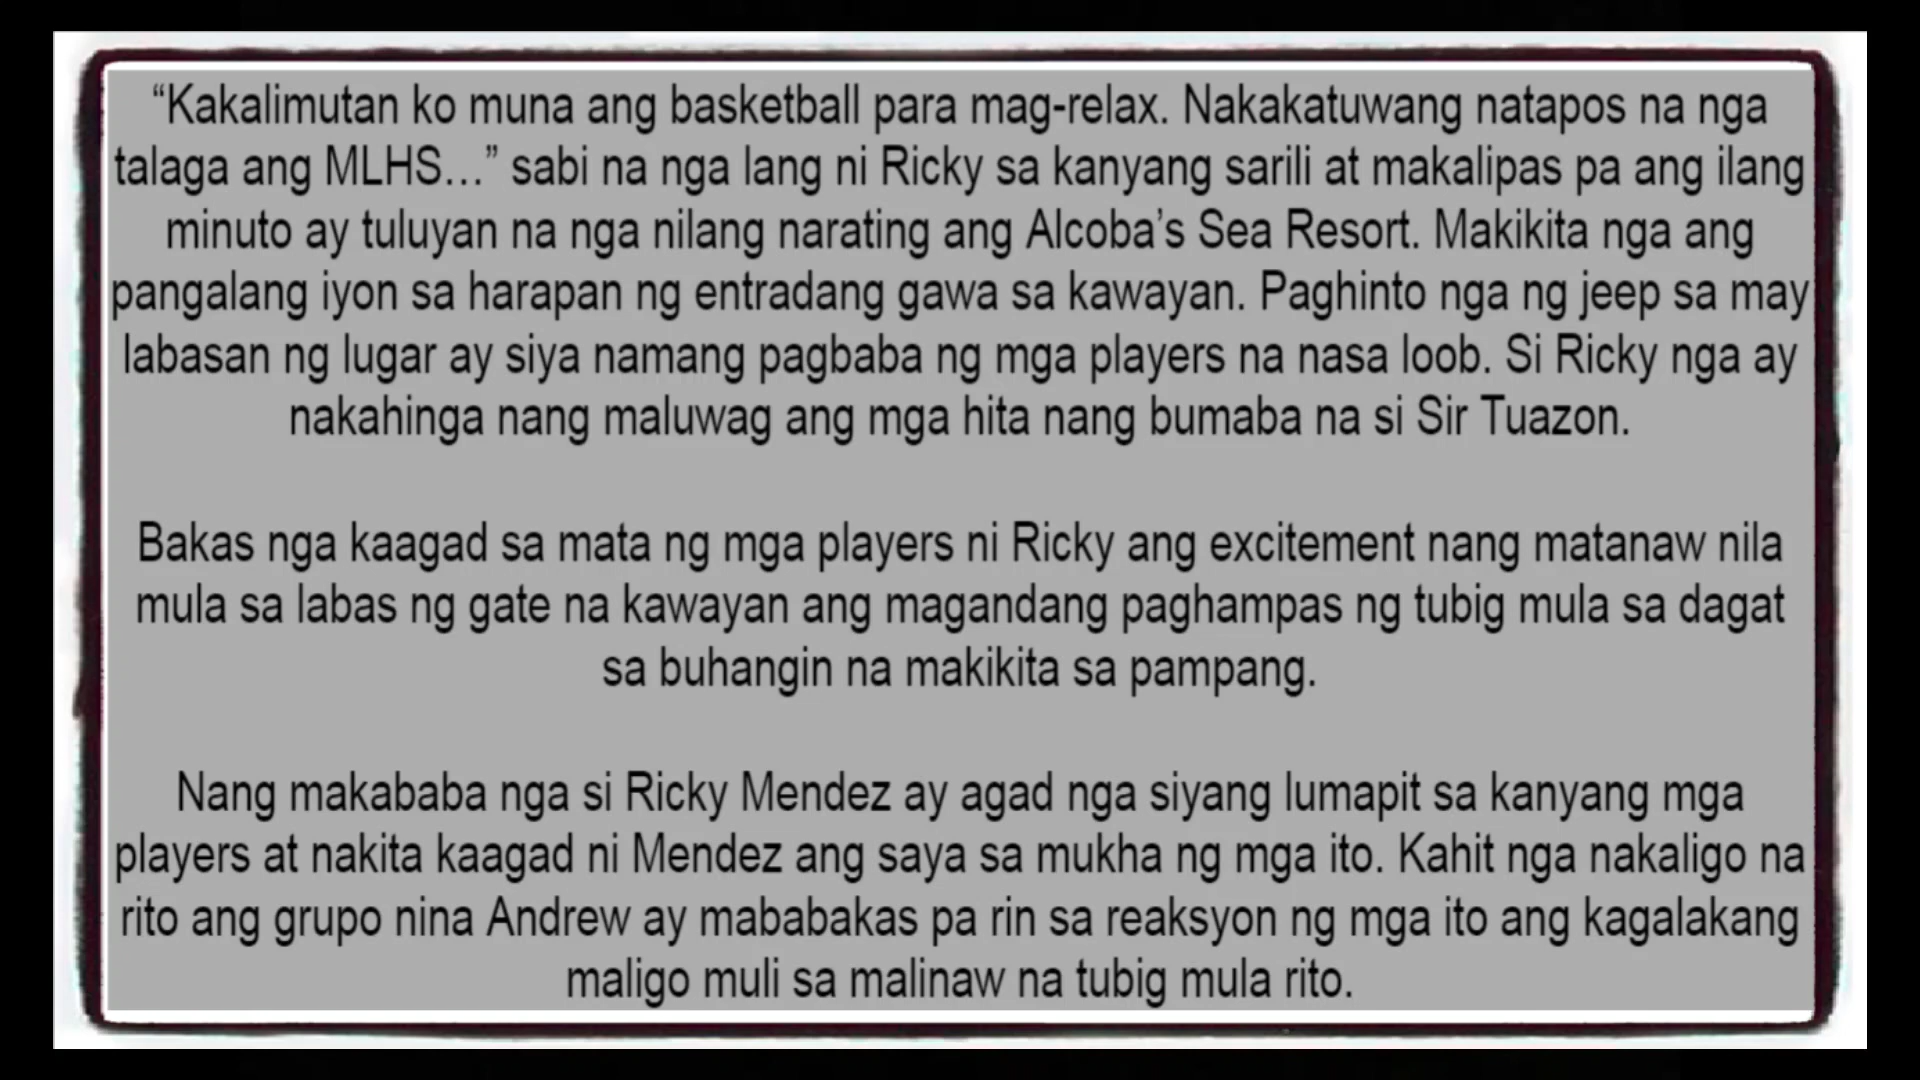 “Kakalimutan ko muna ang basketball para mag-relax. Nakakatuwang natapos na nga
talaga ang MLHS…” sabi na nga lang ni Ricky sa kanyang sarili at makalipas pa ang ilang
minuto ay tuluyan na nga nilang narating ang Alcoba’s Sea Resort. Makikita nga ang
pangalang iyon sa harapan ng entradang gawa sa kawayan. Paghinto nga ng jeep sa may
labasan ng lugar ay siya namang pagbaba ng mga players na nasa loob. Si Ricky nga ay
nakahinga nang maluwag ang mga hita nang bumaba na si Sir Tuazon.
Bakas nga kaagad sa mata ng mga players ni Ricky ang excitement nang matanaw nila
mula sa labas ng gate na kawayan ang magandang paghampas ng tubig mula sa dagat
sa buhangin na makikita sa pampang.
Nang makababa nga si Ricky Mendez ay agad nga siyang lumapit sa kanyang mga
players at nakita kaagad ni Mendez ang saya sa mukha ng mga ito. Kahit nga nakaligo na
rito ang grupo nina Andrew ay mababakas pa rin sa reaksyon ng mga ito ang kagalakang
maligo muli sa malinaw na tubig mula rito.